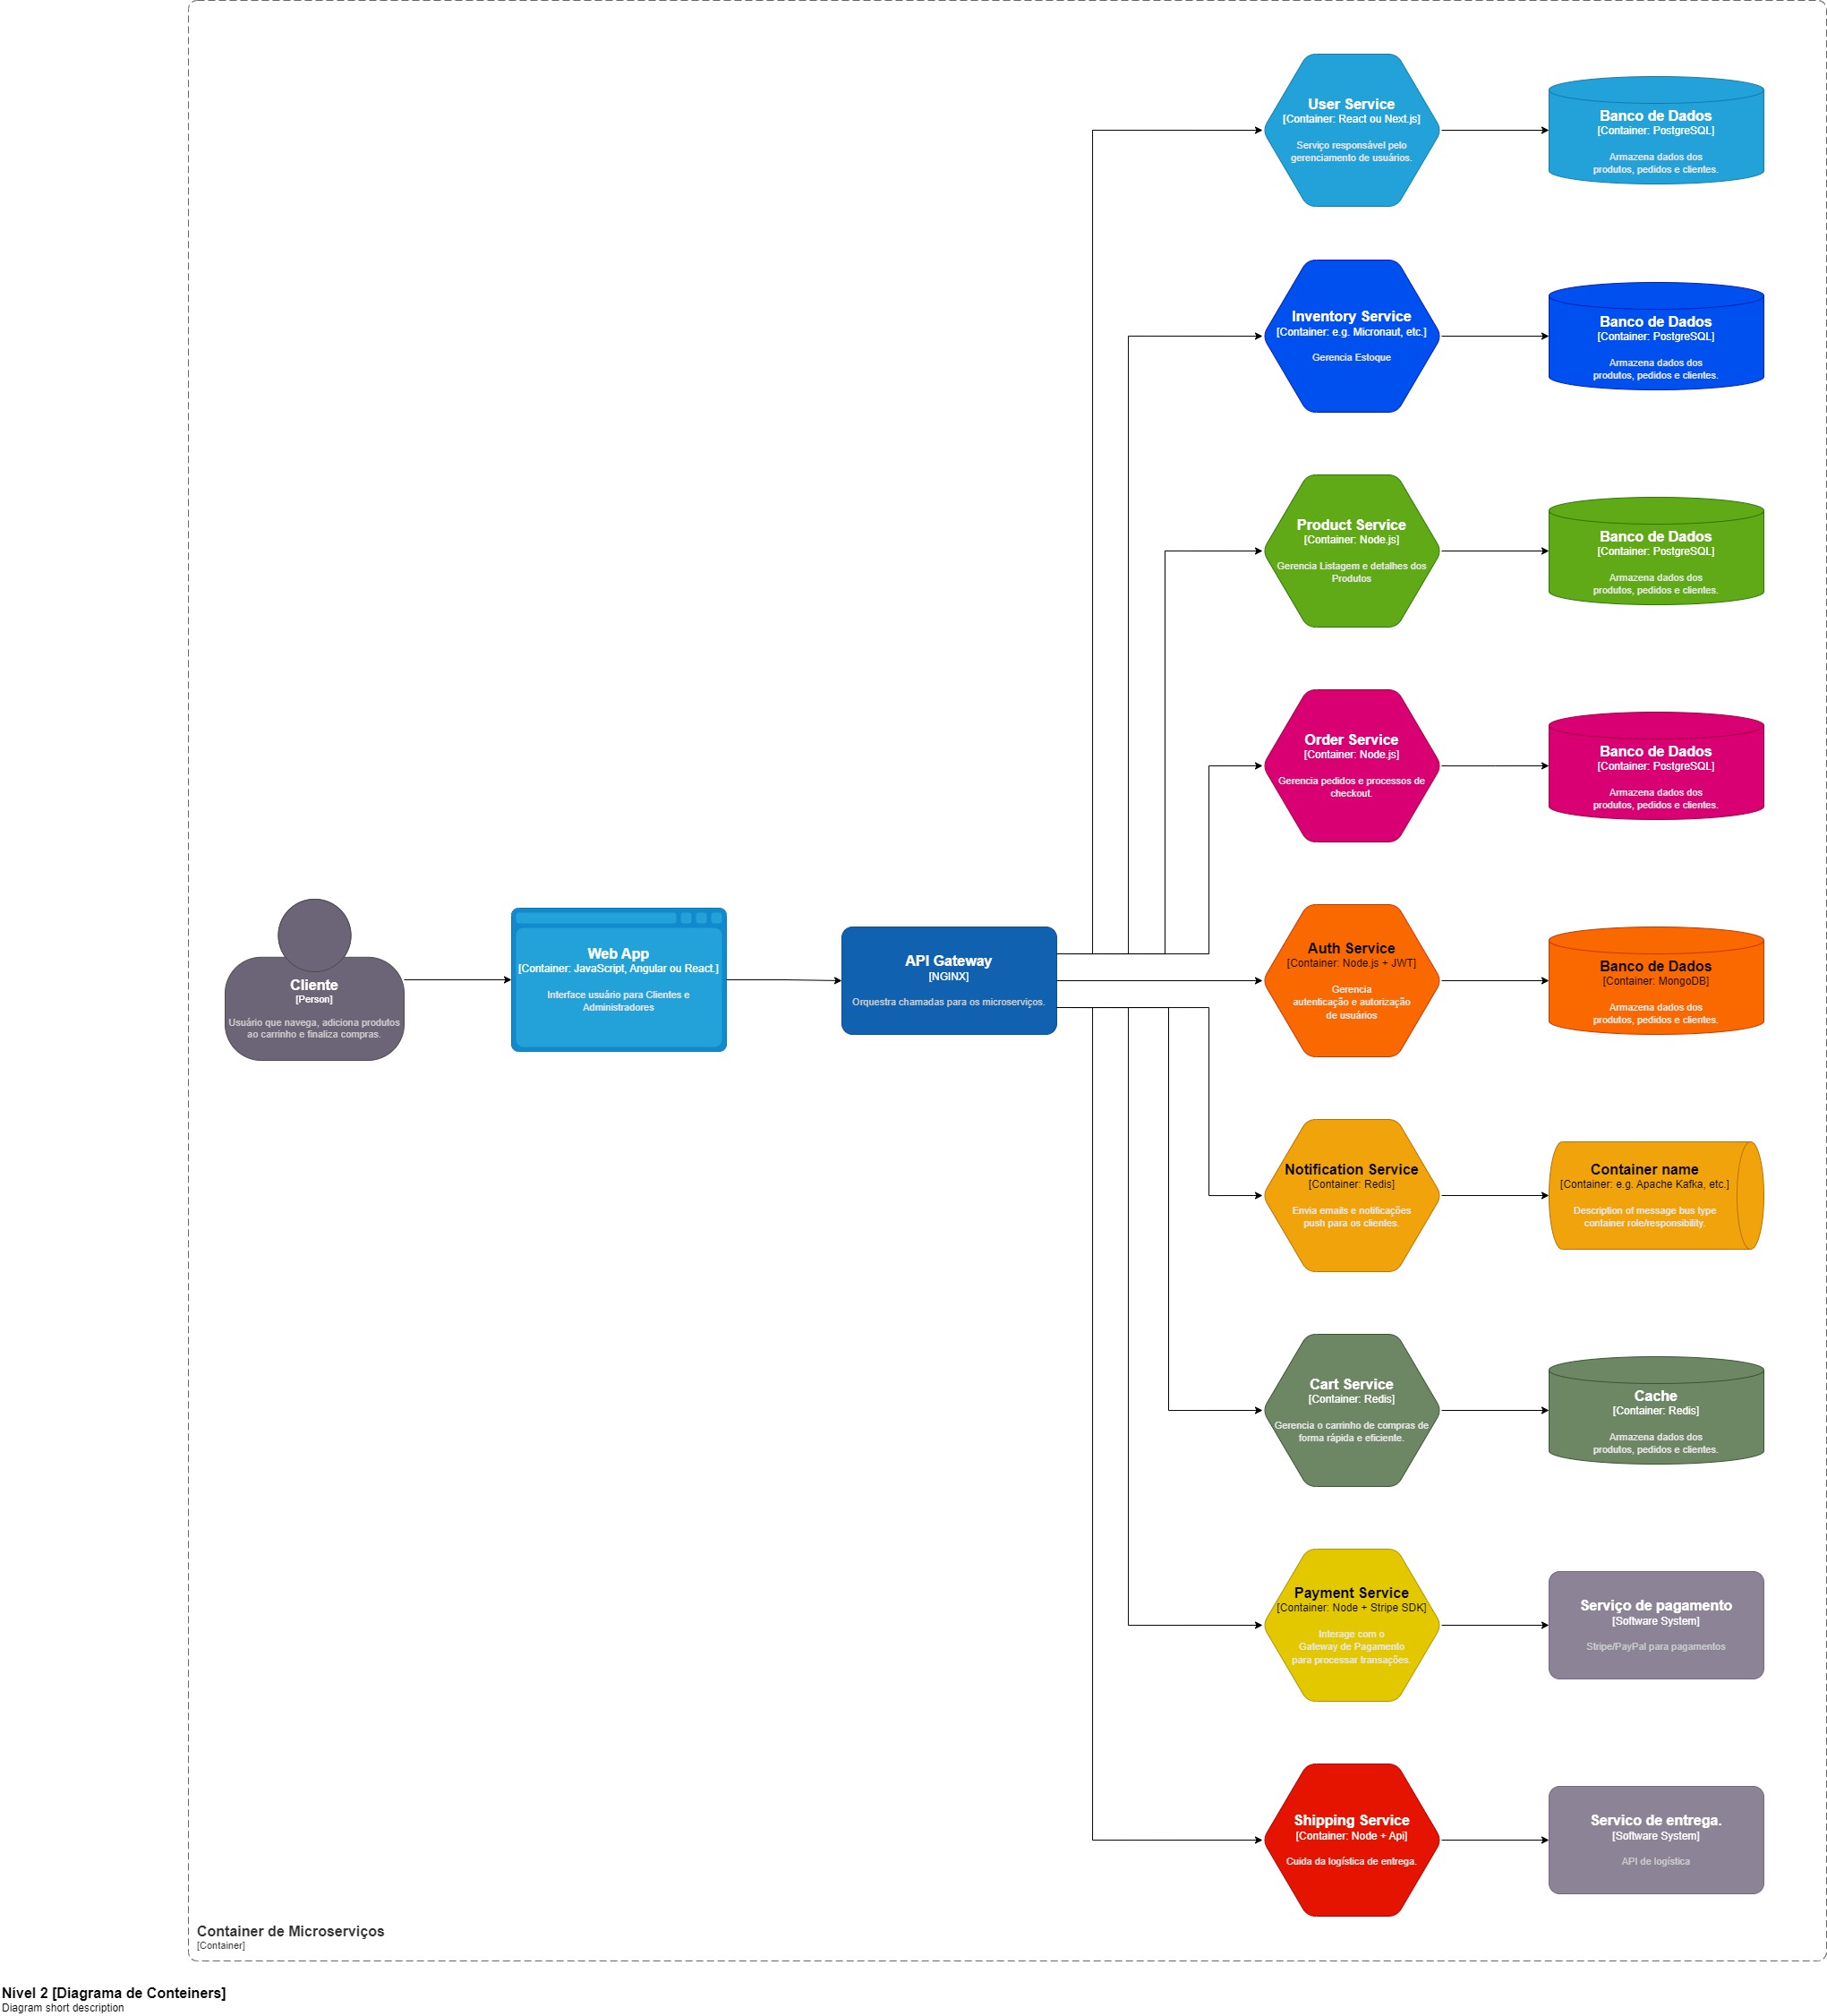 User Service
[Container: React ou Next.js]
Serviço responsável pelo
gerenciamento de usuários.
Banco de Dados
[Container: PostgreSQL]
Armazena dados dos
produtos, pedidos e clientes.
Inventory Service
[Container: e.g. Micronaut, etc.]
Gerencia Estoque
Banco de Dados
[Container: PostgreSQL]
Armazena dados dos
produtos, pedidos e clientes.
Product Service
[Container: Node.js]
Gerencia Listagem e detalhes dos
Produtos
Banco de Dados
[Container: PostgreSQL]
Armazena dados dos
produtos, pedidos e clientes.
Order Service
[Container: Node.js]
Gerencia pedidos e processos de
checkout.
Banco de Dados
[Container: PostgreSQL]
Armazena dados dos
produtos, pedidos e clientes.
Cliente
[Person]
Usuário que navega, adiciona produtos
ao carrinho e finaliza compras.
Web App
[Container: JavaScript, Angular ou React.]
Interface usuário para Clientes e
Administradores
API Gateway
[NGINX]
Orquestra chamadas para os microserviços.
Auth Service
[Container: Node.js + JWT]
Gerencia
autenticação e autorização
de usuários
Banco de Dados
[Container: MongoDB]
Armazena dados dos
produtos, pedidos e clientes.
Notification Service
[Container: Redis]
Envia emails e notificações
push para os clientes.
Container name
[Container: e.g. Apache Kafka, etc.]
Description of message bus type
container role/responsibility.
Cart Service
[Container: Redis]
Gerencia o carrinho de compras de
forma rápida e eficiente.
Cache
[Container: Redis]
Armazena dados dos
produtos, pedidos e clientes.
Payment Service
[Container: Node + Stripe SDK]
Interage com o
Gateway de Pagamento
para processar transações.
Serviço de pagamento
[Software System]
Stripe/PayPal para pagamentos
Shipping Service
[Container: Node + Api]
Cuida da logística de entrega.
Servico de entrega.
[Software System]
API de logística
Container de Microserviços
[Container]
Nível 2 [Diagrama de Conteiners]
Diagram short description